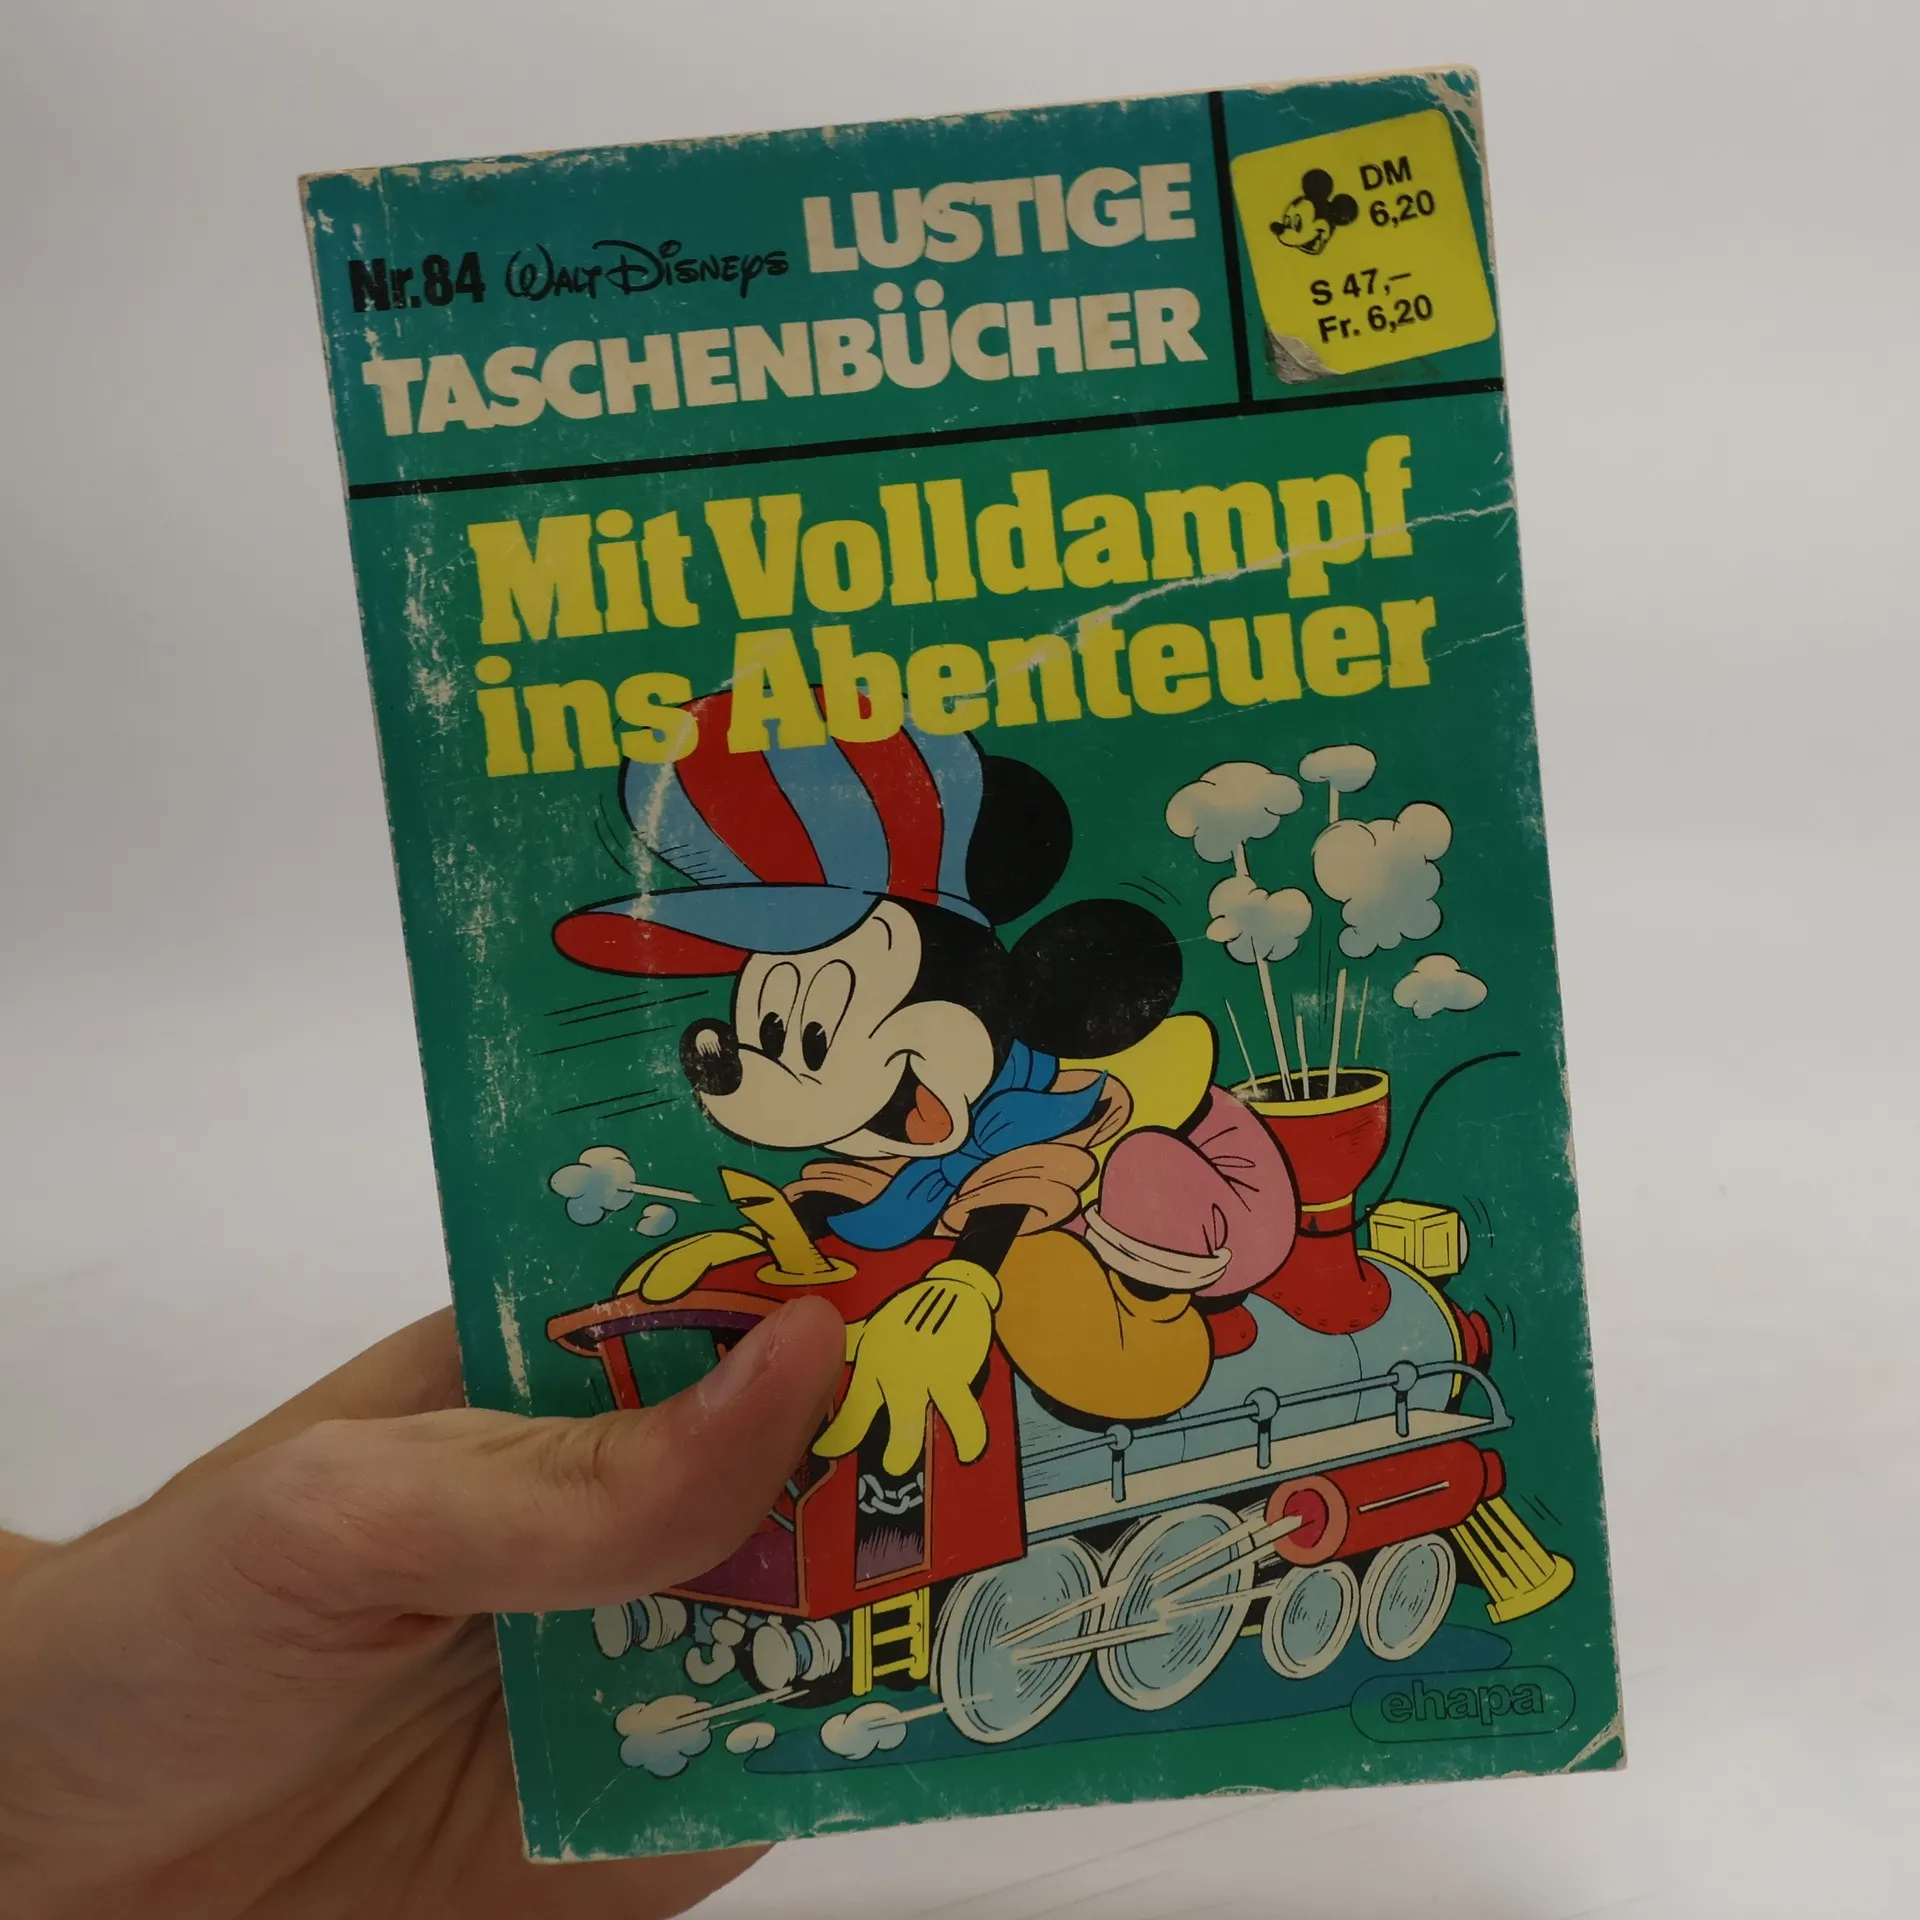 Nr.84 WALT DISNEYS LUSTIGE
TASCHENBÜCHER
DM
6,20
S 47,–
Fr. 6,20
Mit Volldampf
ins Abenteuer
ehapa